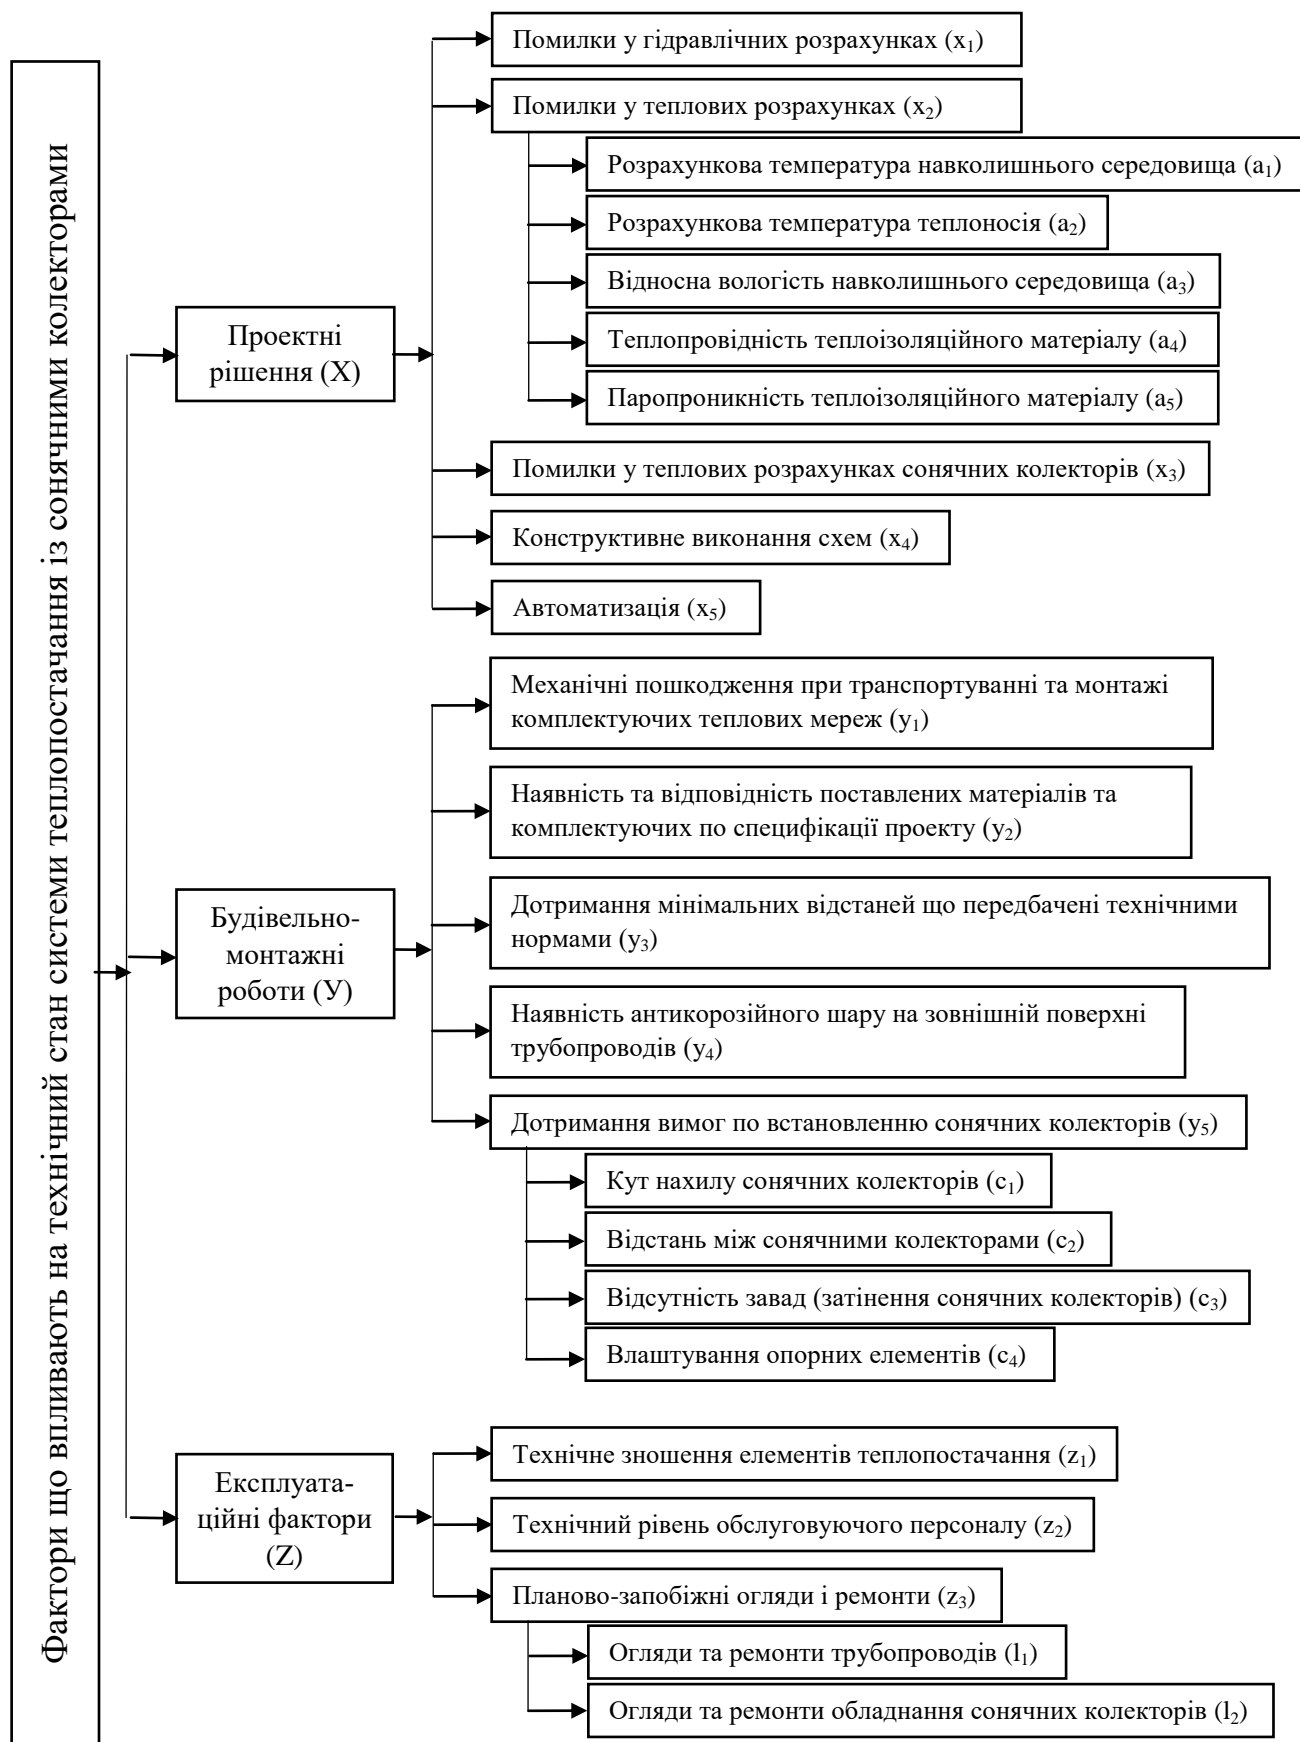 Фактори що впливають на технічний стан системи теплопостачання із сонячними колекторами
Проектні
рішення (Х)
Помилки у гідравлічних розрахунках (x₁)
Помилки у теплових розрахунках (x₂)
Розрахункова температура навколишнього середовища (a₁)
Розрахункова температура теплоносія (a₂)
Відносна вологість навколишнього середовища (a₃)
Теплопровідність теплоізоляційного матеріалу (a₄)
Паропроникність теплоізоляційного матеріалу (a₅)
Помилки у теплових розрахунках сонячних колекторів (x₃)
Конструктивне виконання схем (x₄)
Автоматизація (x₅)
Будівельно-
монтажні
роботи (У)
Механічні пошкодження при транспортуванні та монтажі
комплектуючих теплових мереж (y₁)
Наявність та відповідність поставлених матеріалів та
комплектуючих по специфікації проекту (y₂)
Дотримання мінімальних відстаней що передбачені технічними
нормами (y₃)
Наявність антикорозійного шару на зовнішній поверхні
трубопроводів (y₄)
Дотримання вимог по встановленню сонячних колекторів (y₅)
Кут нахилу сонячних колекторів (c₁)
Відстань між сонячними колекторами (c₂)
Відсутність завад (затінення сонячних колекторів) (c₃)
Влаштування опорних елементів (c₄)
Експлуата-
ційні фактори
(Z)
Технічне зношення елементів теплопостачання (z₁)
Технічний рівень обслуговуючого персоналу (z₂)
Планово-запобіжні огляди і ремонти (z₃)
Огляди та ремонти трубопроводів (l₁)
Огляди та ремонти обладнання сонячних колекторів (l₂)